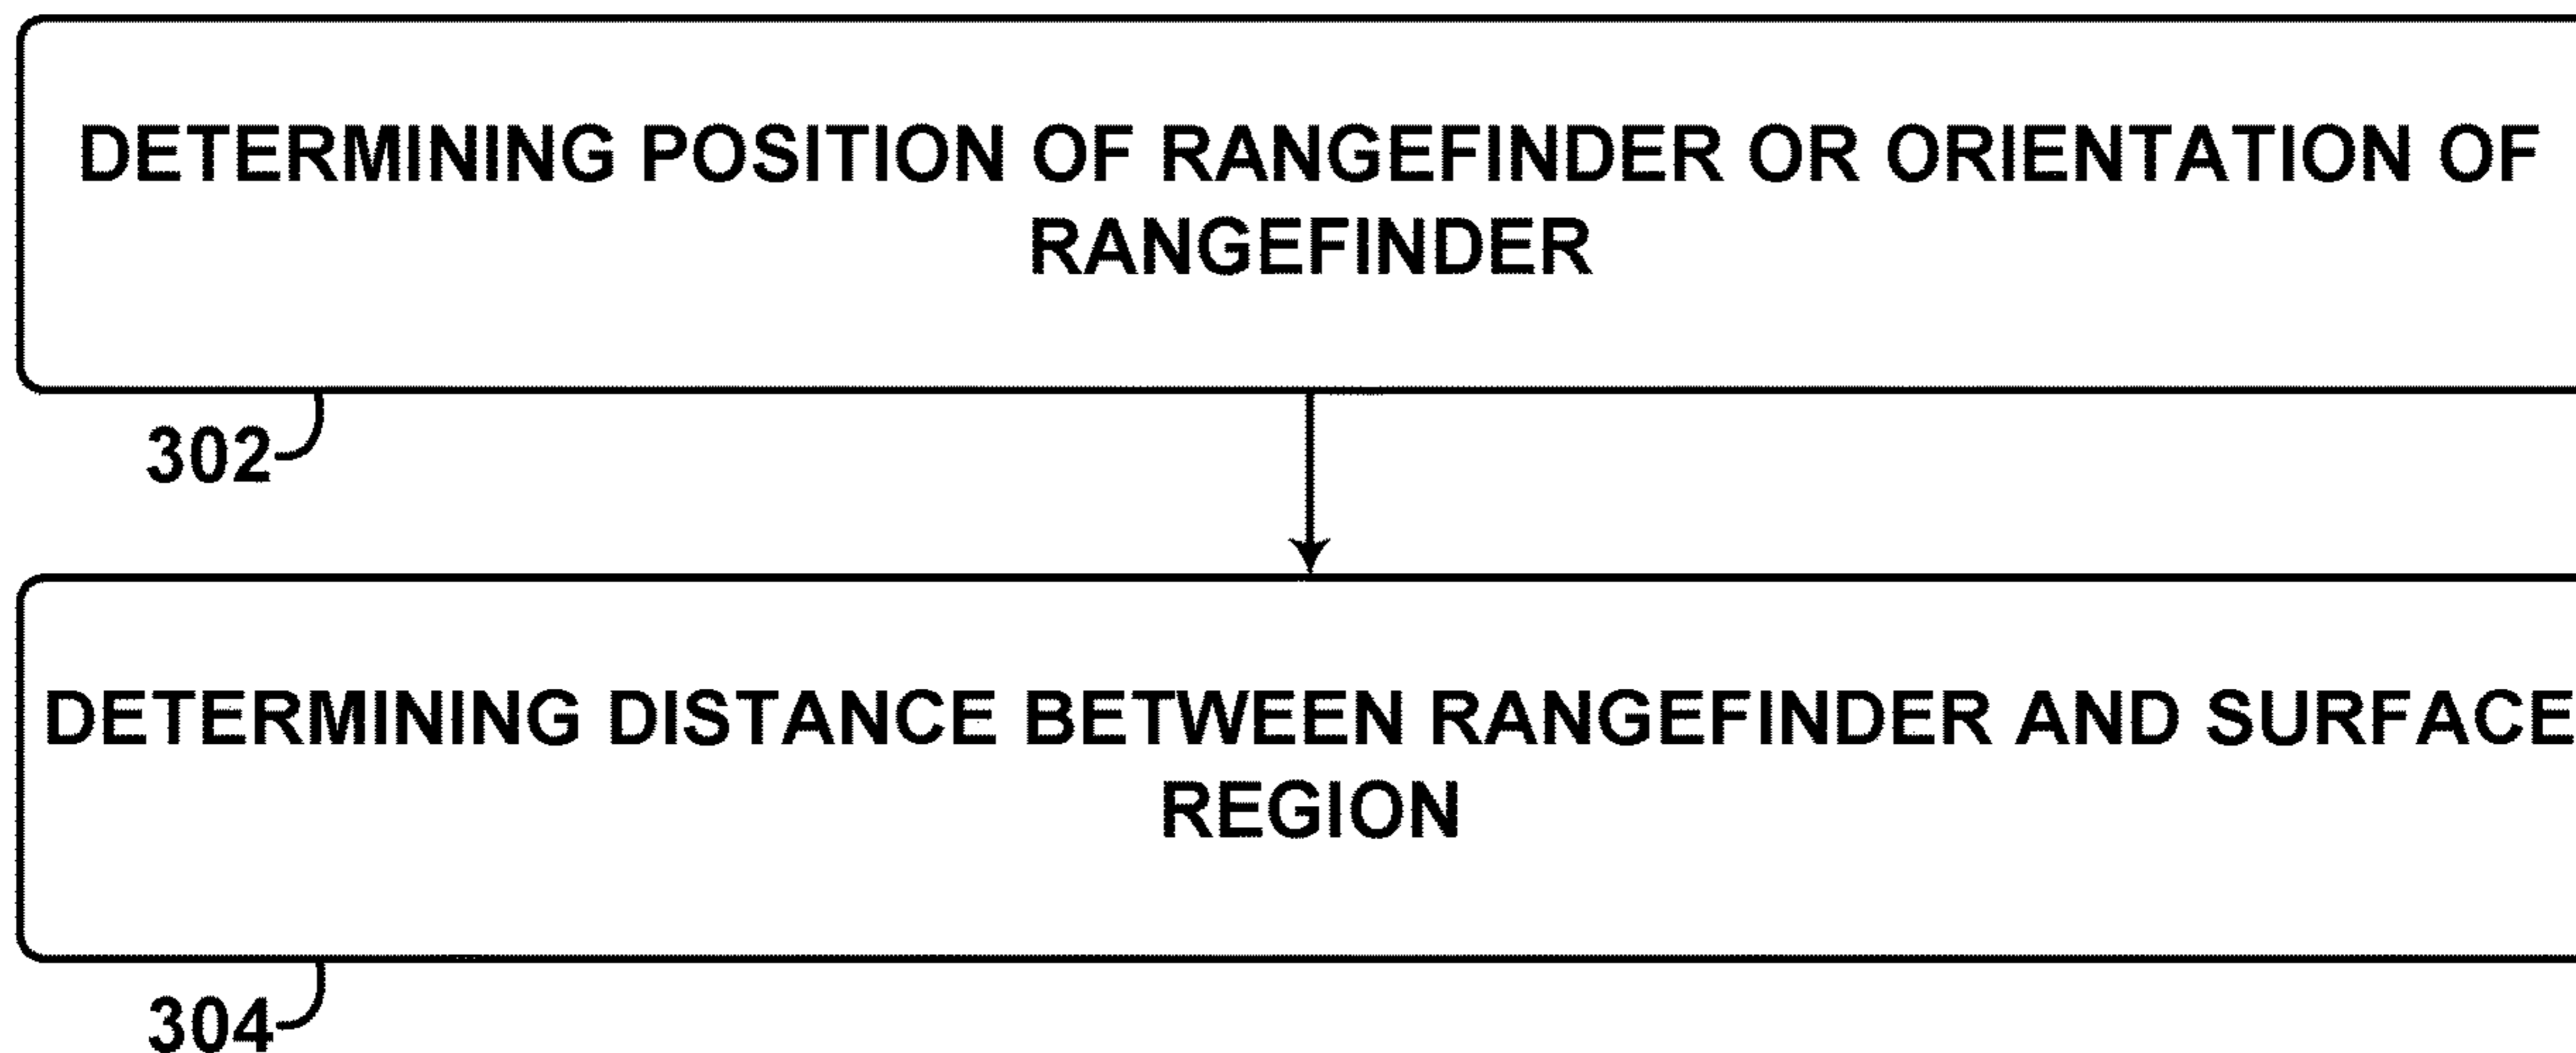 DETERMINING POSITION OF RANGEFINDER OR ORIENTATION OF
RANGEFINDER
302
DETERMINING DISTANCE BETWEEN RANGEFINDER AND SURFACE
REGION
304